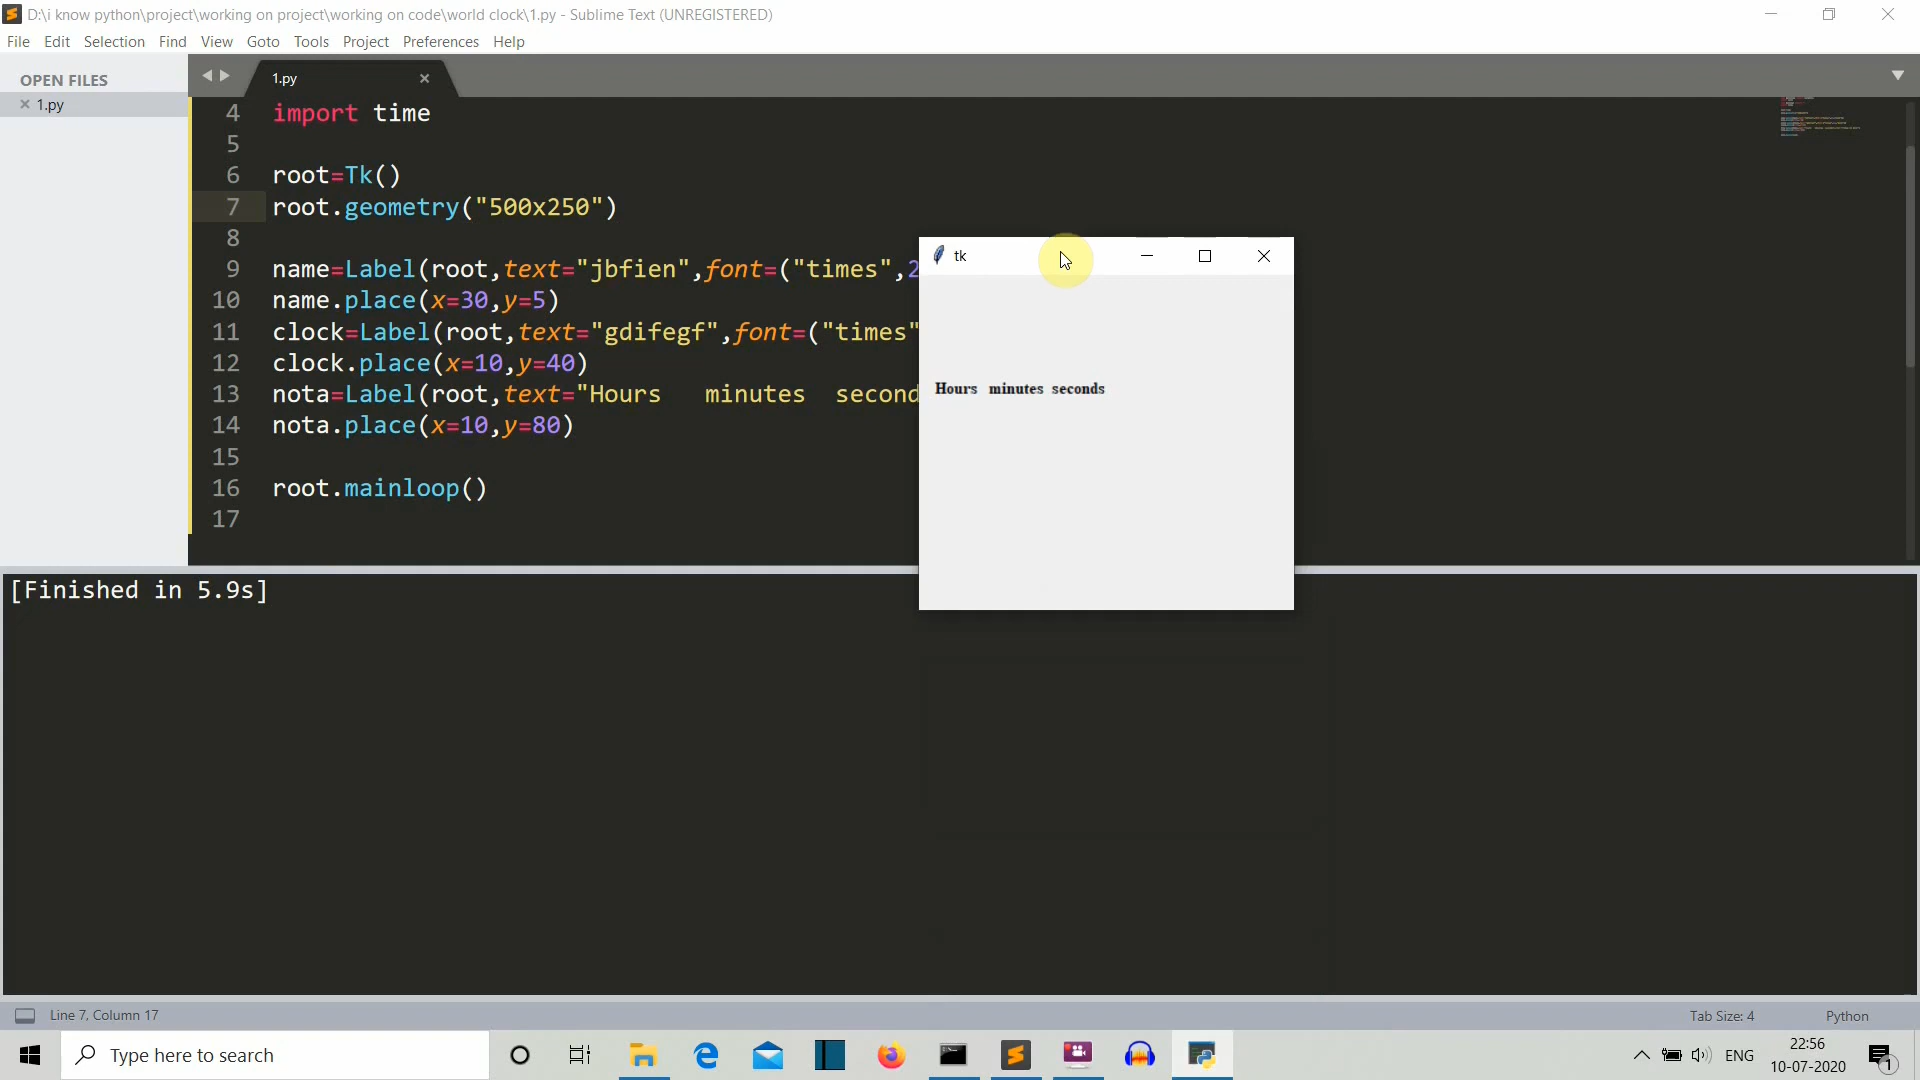 D:\i know python\project\working on project\working on code\world clock\1.py - Sublime Text (UNREGISTERED)
File Edit Selection Find View Goto Tools Project Preferences Help
OPEN FILES
1.py
1.py
4 import time
5
6 root=Tk()
7 root.geometry("500x250")
8
9 name=Label(root,text="jbfien",font=("times",2
10 name.place(x=30,y=5)
11 clock=Label(root,text="gdifegf",font=("times"
12 clock.place(x=10,y=40)
13 nota=Label(root,text="Hours   minutes  second
14 nota.place(x=10,y=80)
15
16 root.mainloop()
17
tk
Hours minutes seconds
[Finished in 5.9s]
Line 7, Column 17
Tab Size: 4
Python
Type here to search
ENG
22:56
10-07-2020
1